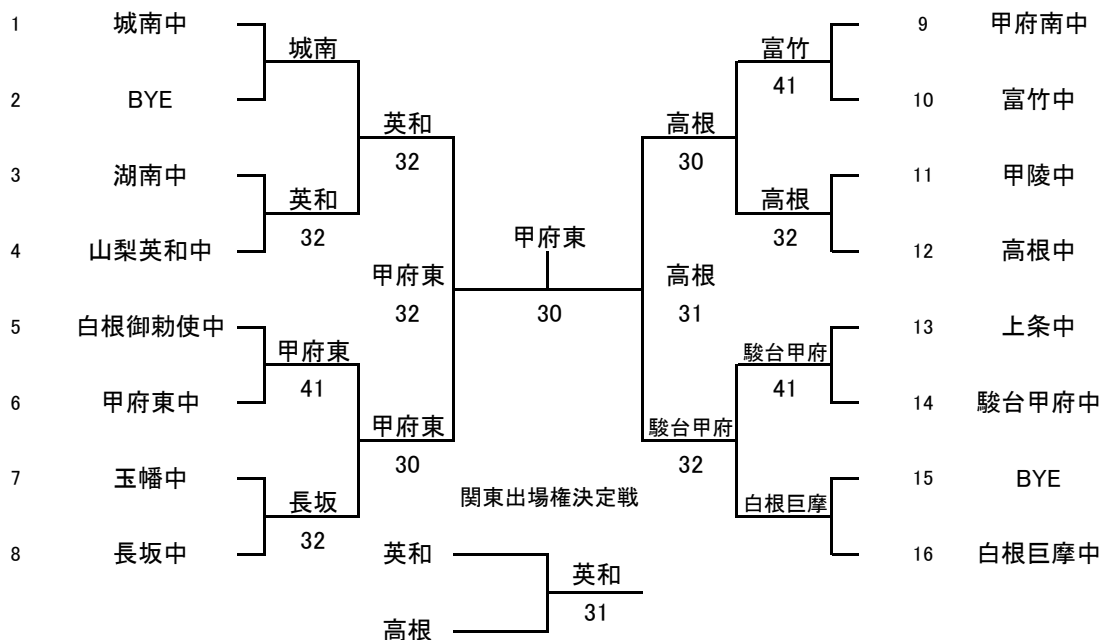 1 城南中
2 BYE
3 湖南中
4 山梨英和中
5 白根御勅使中
6 甲府東中
7 玉幡中
8 長坂中
城南
英和
32
甲府東
41
長坂
32
英和
32
甲府東
30
甲府東
32
甲府東
30
高根
31
高根
30
駿台甲府
32
富竹
41
高根
32
駿台甲府
41
白根巨摩
9 甲府南中
10 富竹中
11 甲陵中
12 高根中
13 上条中
14 駿台甲府中
15 BYE
16 白根巨摩中
関東出場権決定戦
英和
高根
英和
31